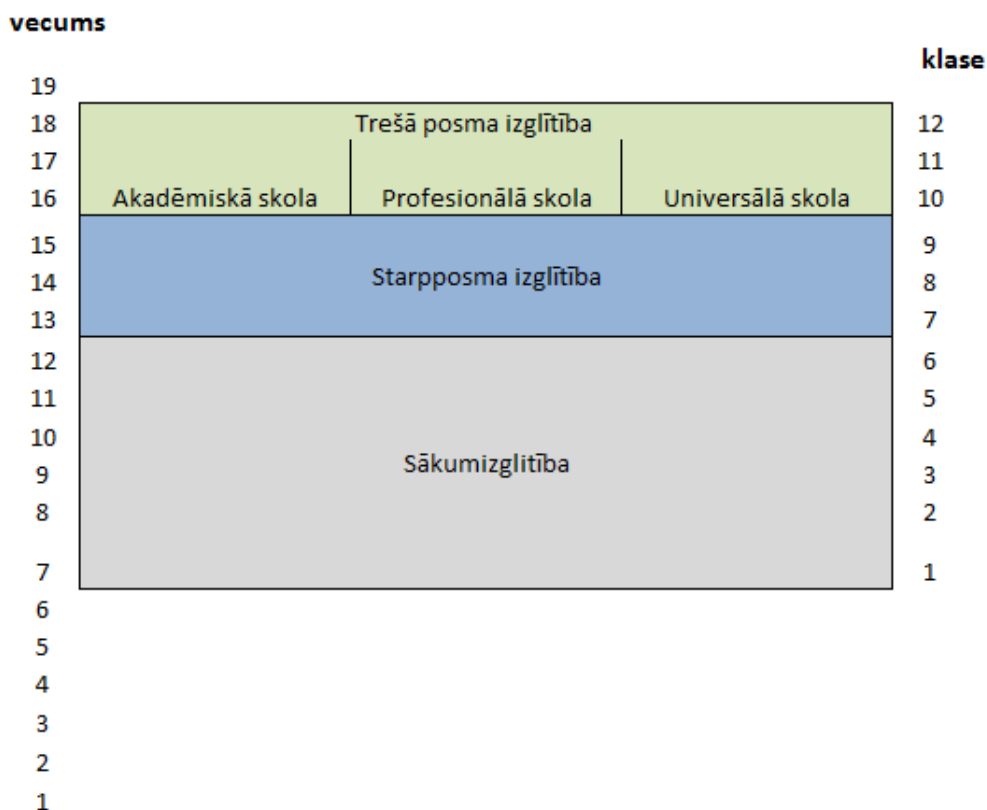 vecums
klase
19
18 Trešā posma izglītība 12
17 11
16 Akadēmiskā skola Profesionālā skola Universālā skola 10
15 9
14 Starpposma izglītība 8
13 7
12 6
11 5
10 4
9 Sākumizglitība 3
8 2
7 1
6
5
4
3
2
1